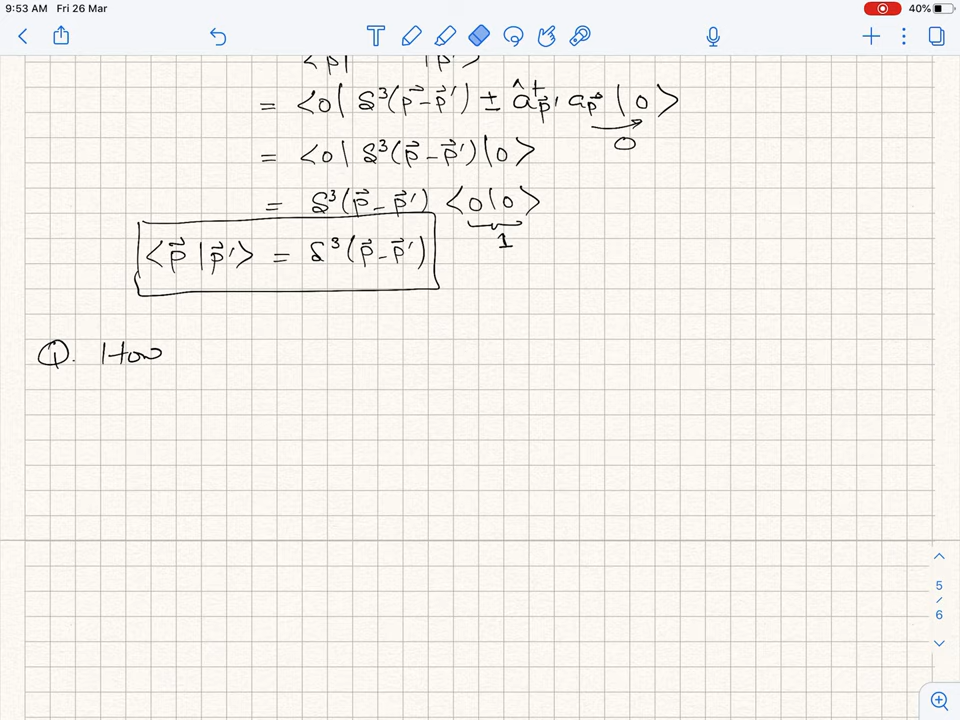 9:53 AM Fri 26 Mar 40%
T
⟨p| |p'⟩
= ⟨0| δ³(p⃗ - p⃗') ± â†p⃗' ap⃗ |0⟩
0
= ⟨0| δ³(p⃗ - p⃗') |0⟩
= δ³(p⃗ - p⃗') ⟨0|0⟩
1
⟨p⃗ |p⃗'⟩ = δ³(p⃗ - p⃗')
Q. How
5
/
6